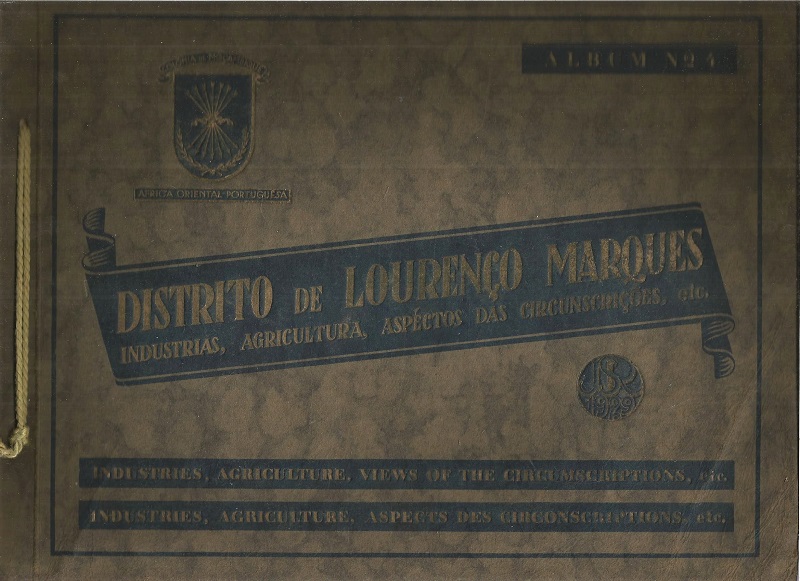 ALBUM Nº 4
AFRICA ORIENTAL PORTUGUESA
DISTRITO DE LOURENÇO MARQUES
INDUSTRIAS, AGRICULTURA, ASPÉCTOS DAS CIRCUNSCRIÇÕES, etc.
INDUSTRIES, AGRICULTURE, VIEWS OF THE CIRCUMSCRIPTIONS, etc.
INDUSTRIES, AGRICULTURE, ASPECTS DES CIRCONSCRIPTIONS, etc.